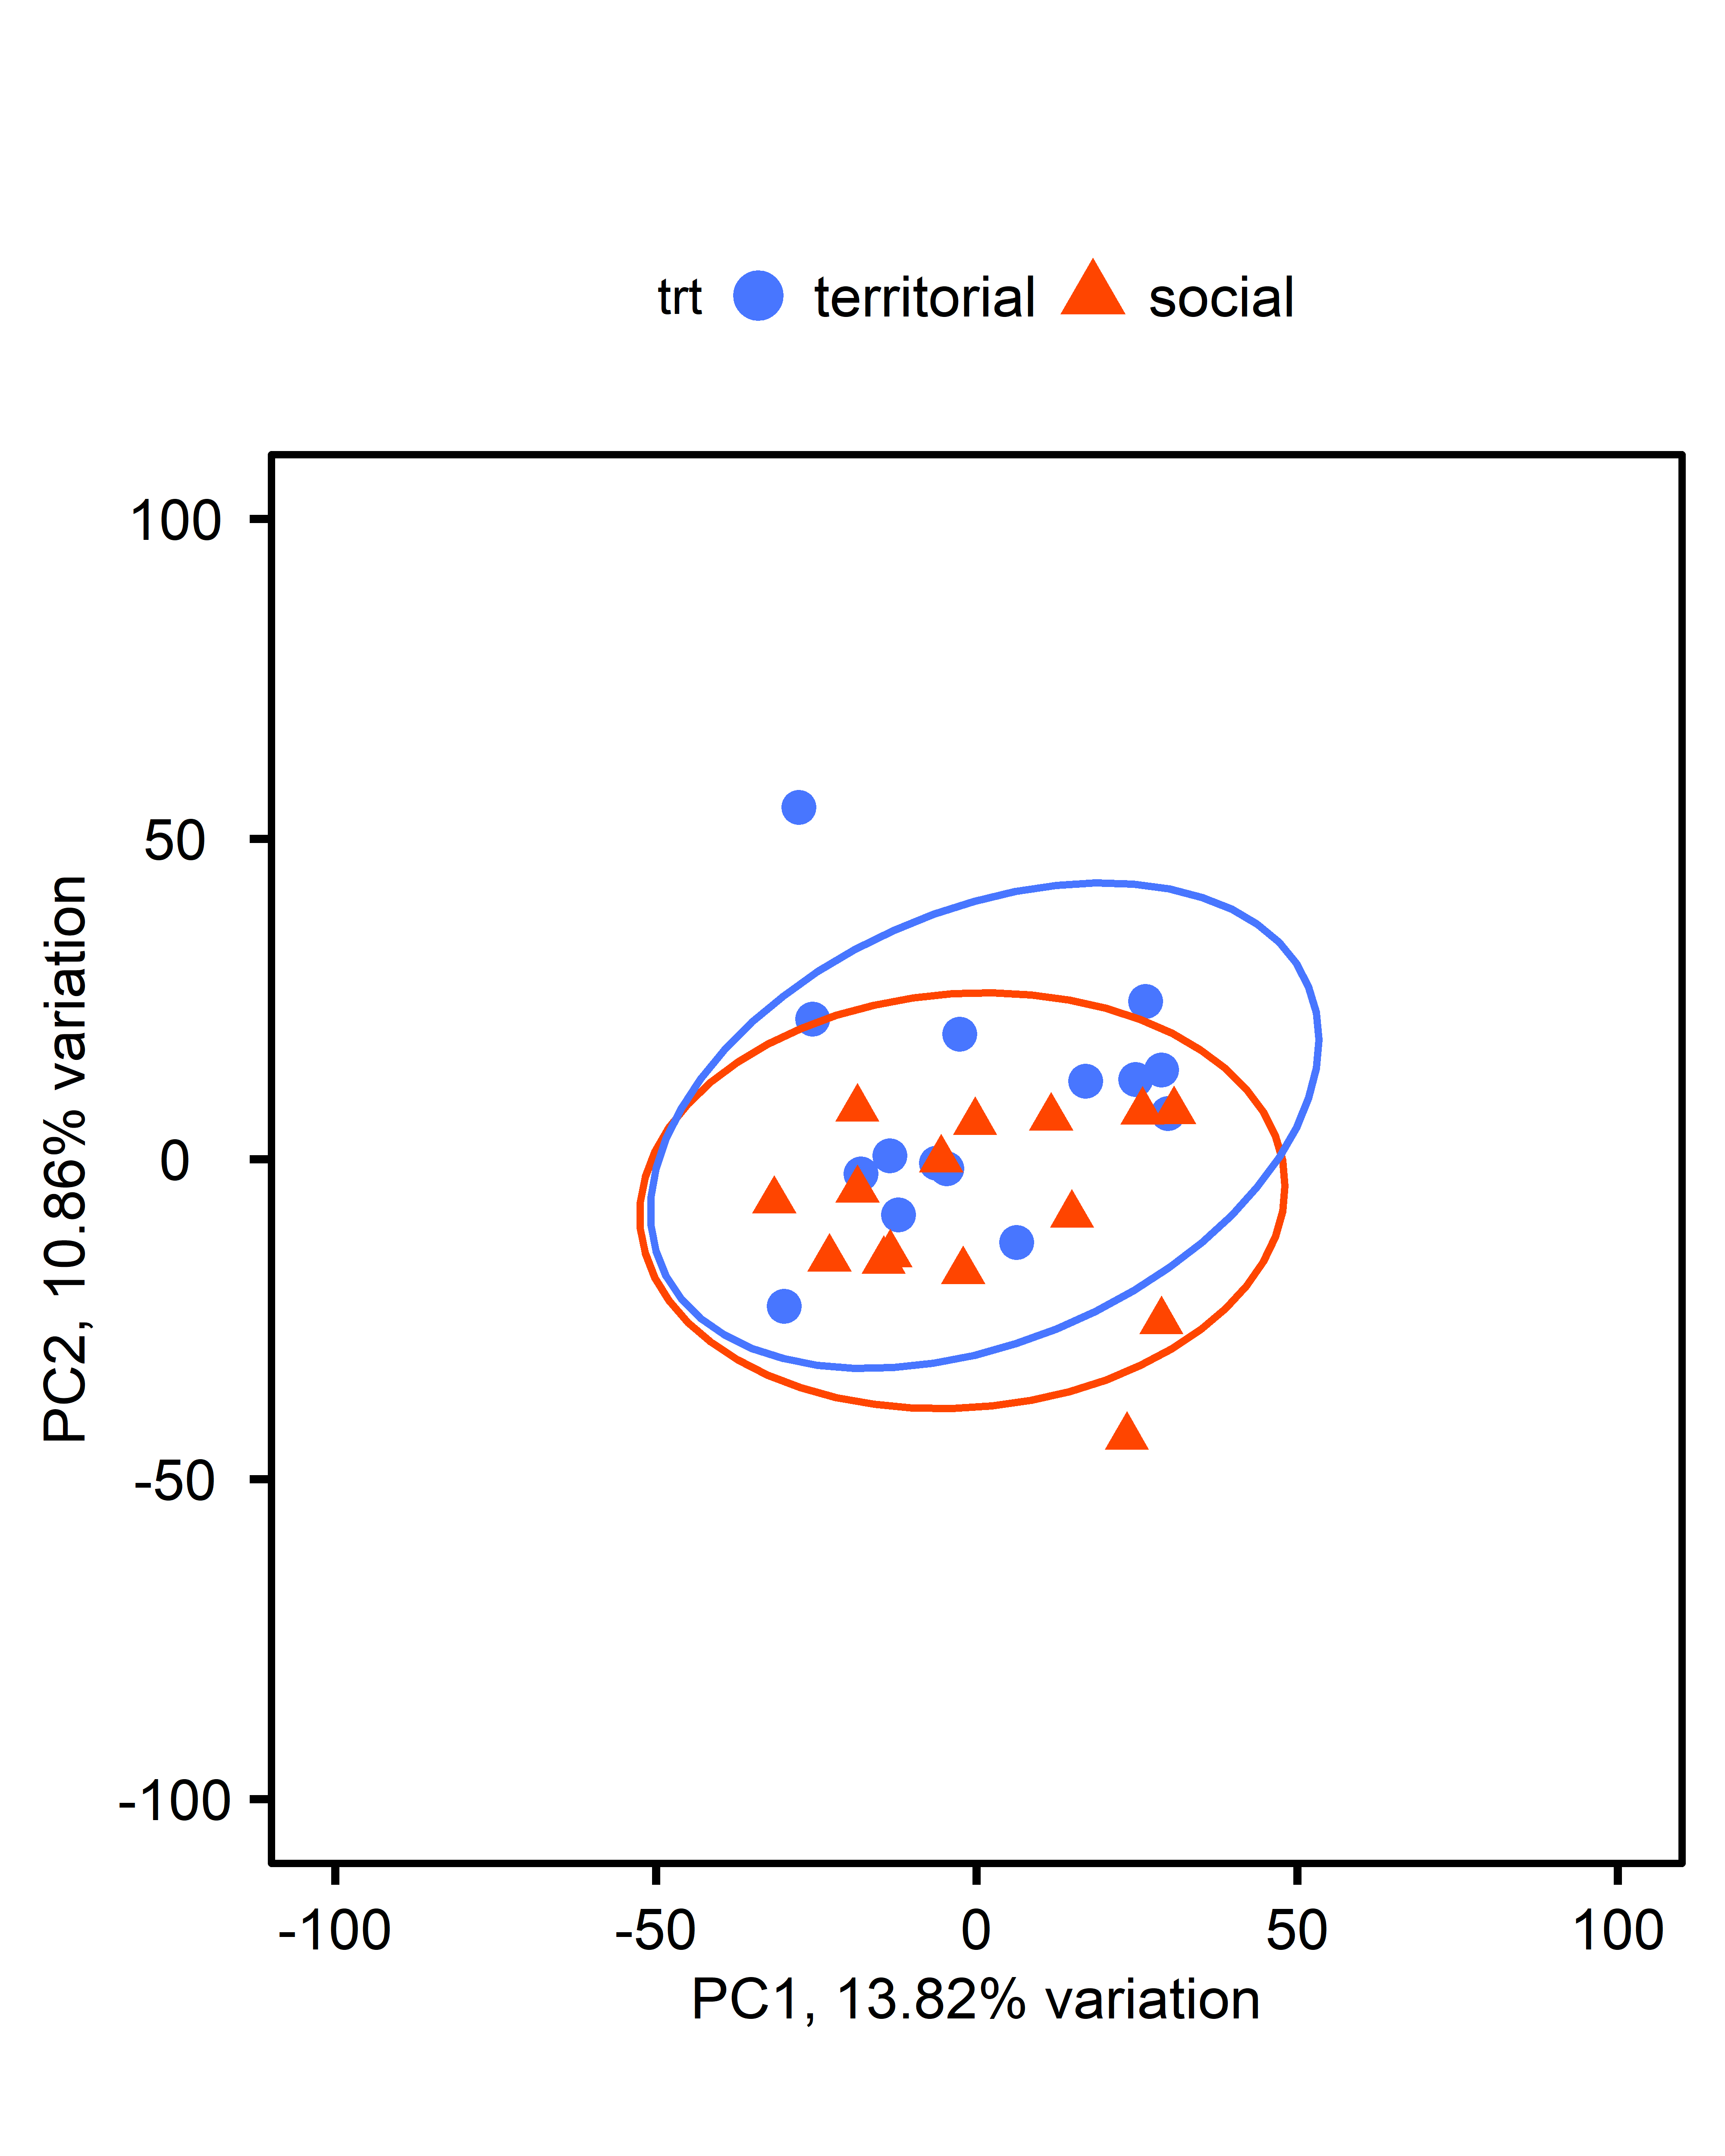 trt territorial social
100
50
0
-50
-100
PC2, 10.86% variation
-100 -50 0 50 100
PC1, 13.82% variation